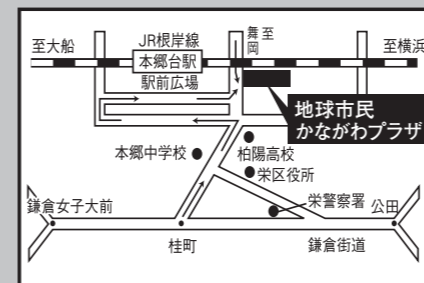 JR根岸線
舞岡
至
至大船
本郷台駅
至横浜
駅前広場
地球市民
かながわプラザ
本郷中学校
柏陽高校
栄区役所
栄警察署
鎌倉女子大前
公田
桂町
鎌倉街道